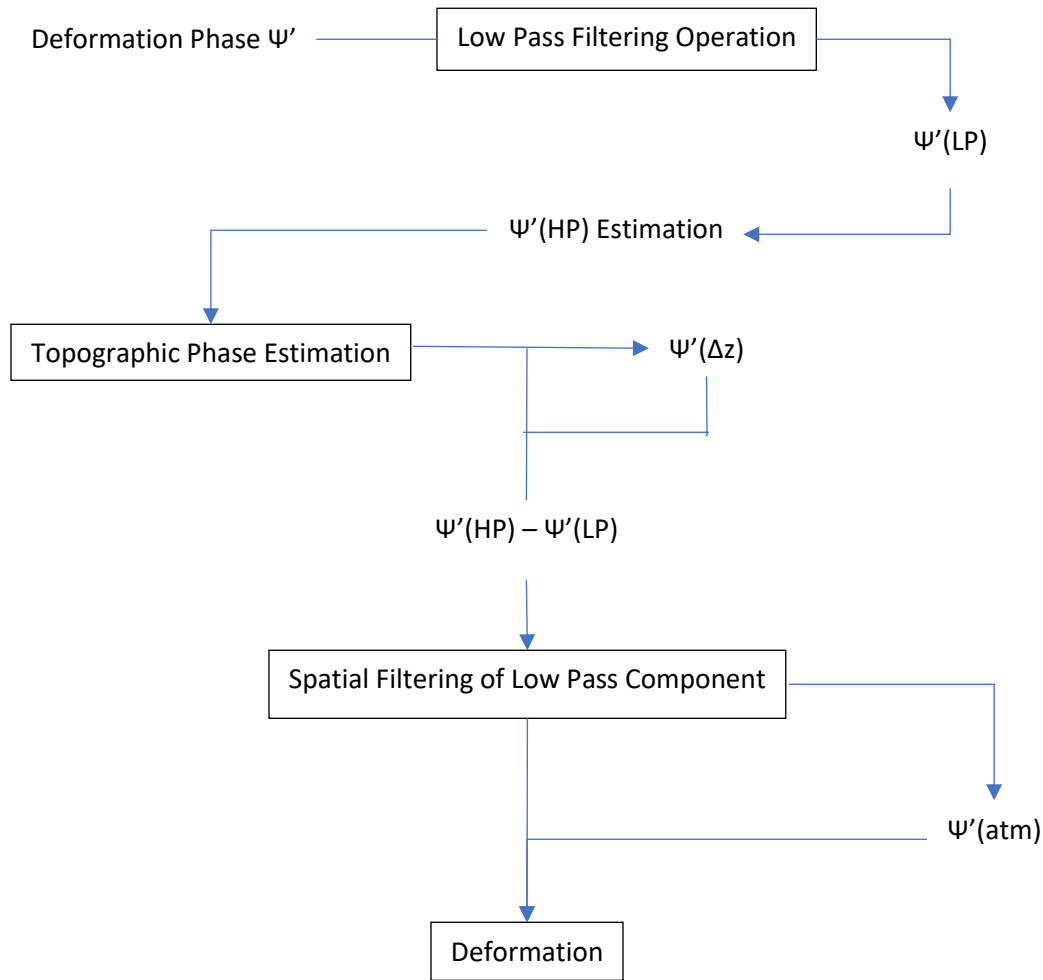 Deformation Phase Ψ’
Low Pass Filtering Operation
Ψ’(LP)
Ψ’(HP) Estimation
Topographic Phase Estimation
Ψ’(Δz)
Ψ’(HP) – Ψ’(LP)
Spatial Filtering of Low Pass Component
Ψ’(atm)
Deformation